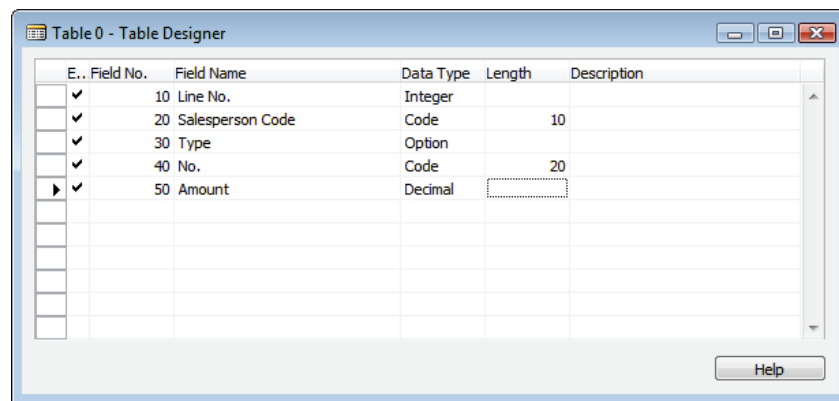 Table 0 - Table Designer
E.. Field No. Field Name Data Type Length Description
10 Line No. Integer
20 Salesperson Code Code 10
30 Type Option
40 No. Code 20
50 Amount Decimal
Help